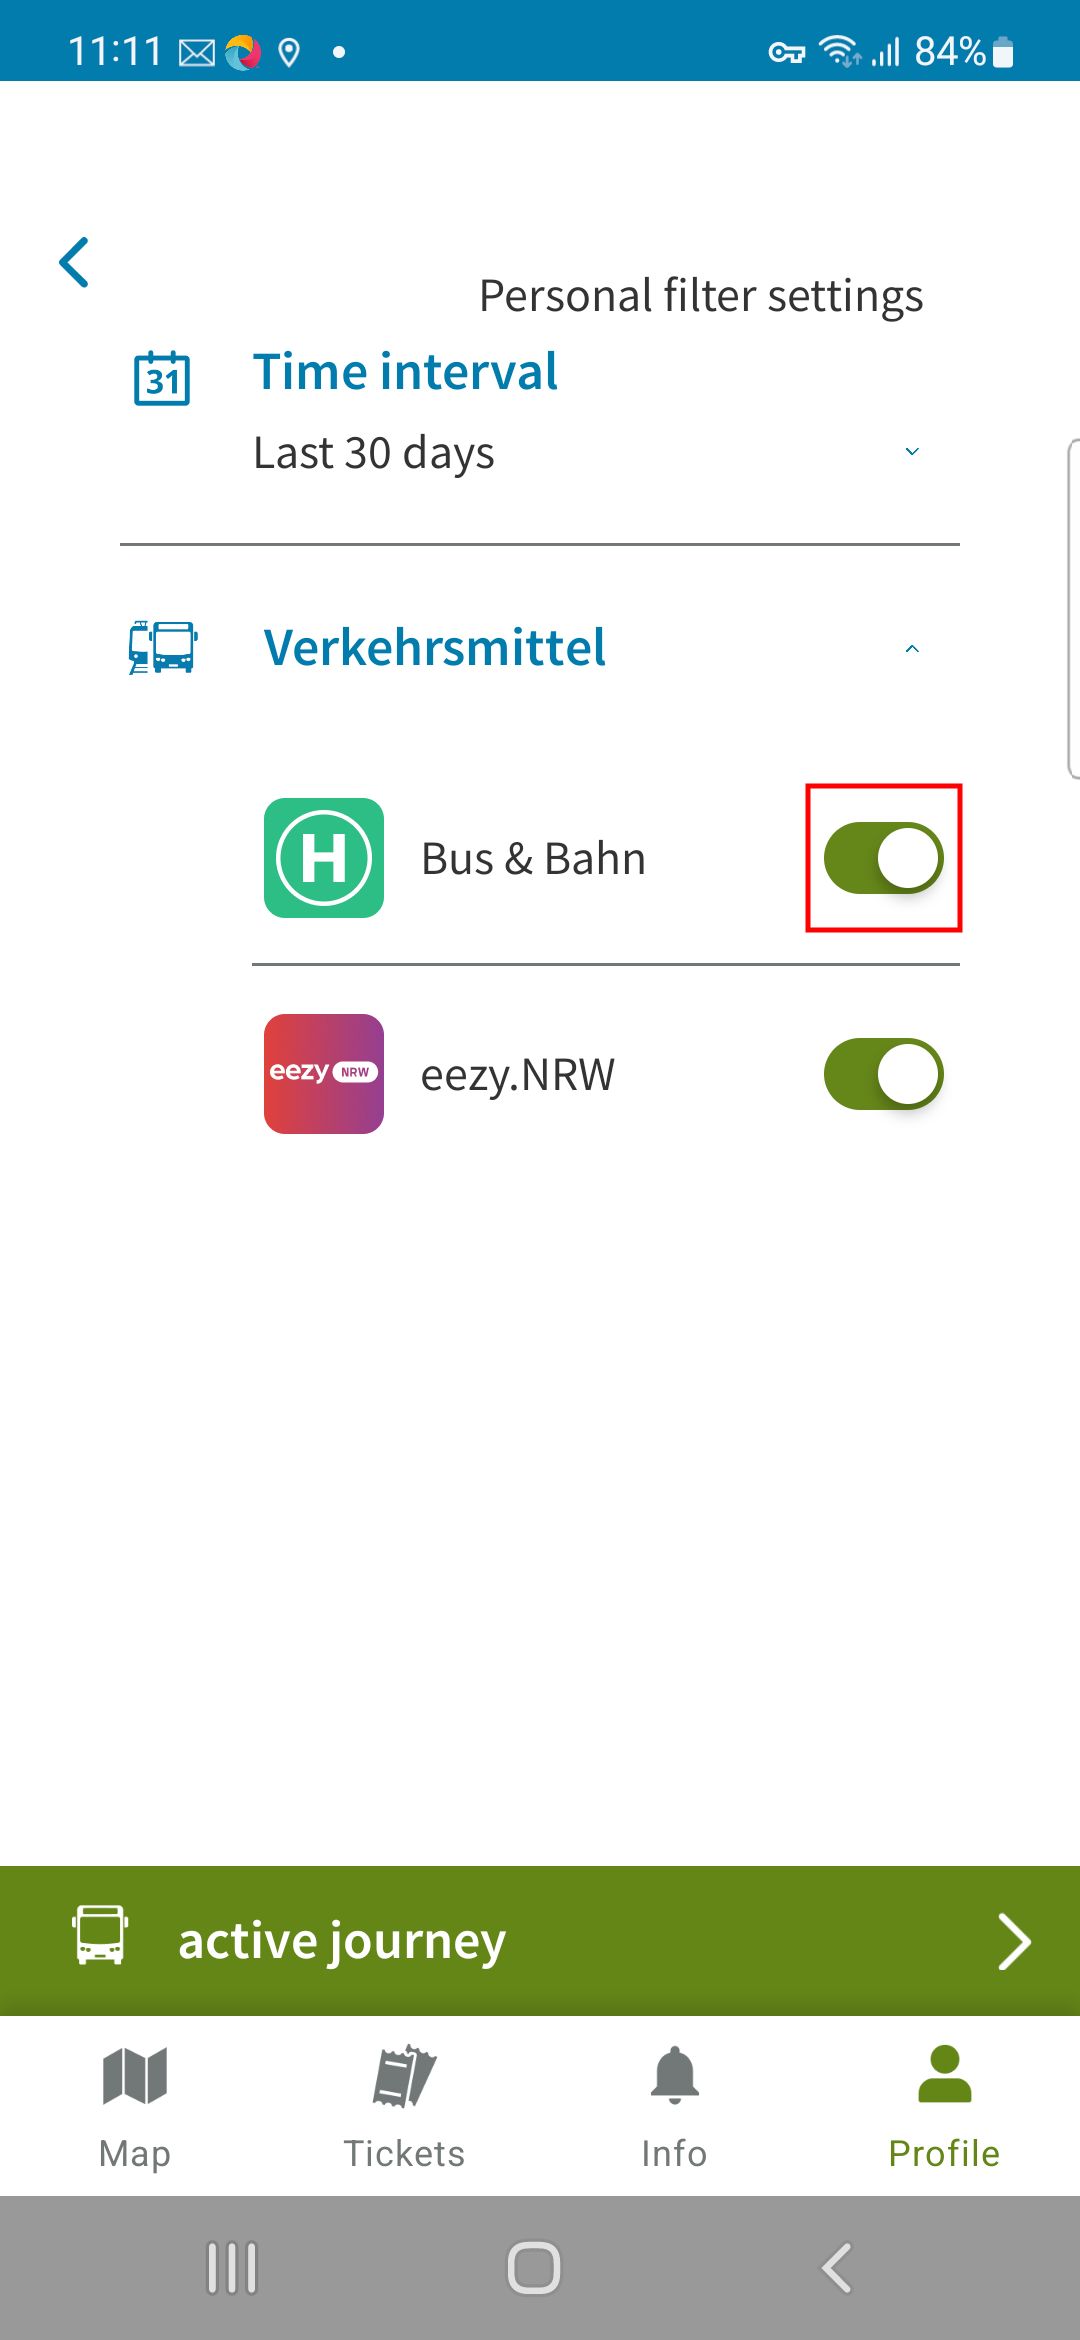 11:11
84%
Personal filter settings
31
Time interval
Last 30 days
Verkehrsmittel
H
Bus & Bahn
eezy NRW
eezy.NRW
active journey
Map
Tickets
Info
Profile